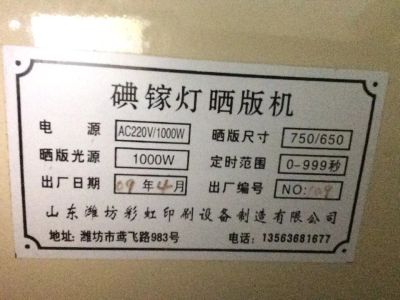 碘镓灯晒版机
电 源 AC220V/1000W 晒版尺寸 750/650
晒版光源 1000W 定时范围 0-999秒
出厂日期 09年4月 出厂编号 NO:109
山东潍坊彩虹印刷设备制造有限公司
地址:潍坊市鸢飞路983号 电话:13563681677